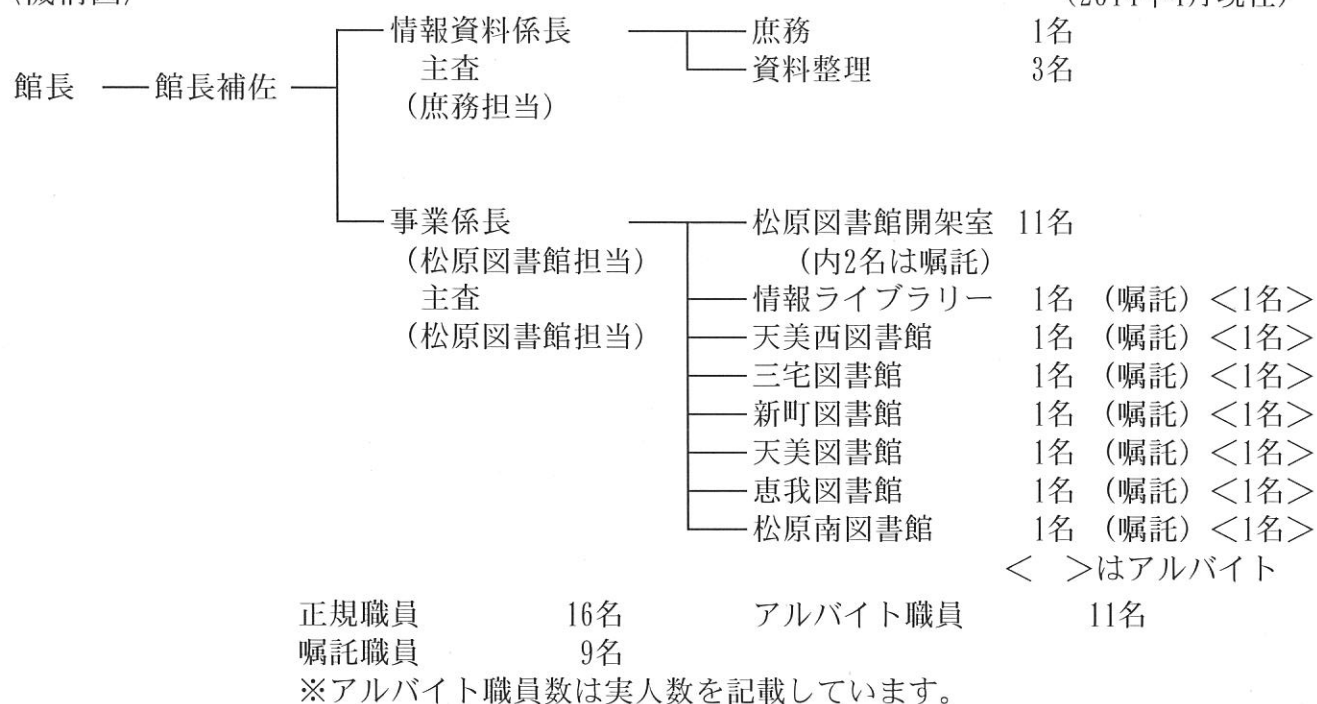 情報資料係長 庶務 1名
主査 資料整理 3名
館長 館長補佐
(庶務担当)
事業係長 松原図書館開架室 11名
(松原図書館担当) (内2名は嘱託)
主査 情報ライブラリー 1名 (嘱託) <1名>
(松原図書館担当) 天美西図書館 1名 (嘱託) <1名>
三宅図書館 1名 (嘱託) <1名>
新町図書館 1名 (嘱託) <1名>
天美図書館 1名 (嘱託) <1名>
恵我図書館 1名 (嘱託) <1名>
松原南図書館 1名 (嘱託) <1名>
< >はアルバイト
正規職員 16名 アルバイト職員 11名
嘱託職員 9名
※アルバイト職員数は実人数を記載しています。